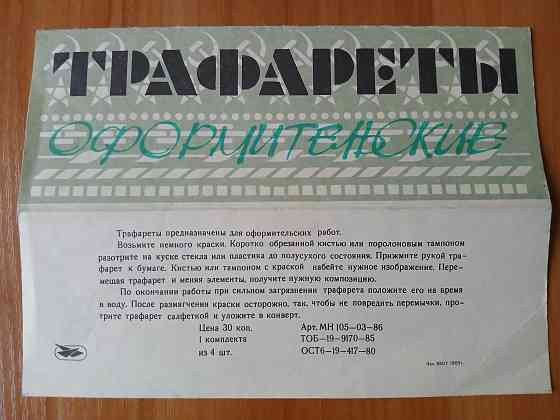 ТРАФАРЕТЫ
ОФОРМИТЕЛЬСКИЕ
Трафареты предназначены для оформительских работ.
Возьмите немного краски. Коротко обрезанной кистью или поролоновым тампоном
разотрите на куске стекла или пластика до полусухого состояния. Прижмите рукой тра-
фарет к бумаге. Кистью или тампоном с краской набейте нужное изображение. Пере-
мещая трафарет и меняя элементы, получите нужную композицию.
По окончании работы при сильном загрязнении трафарета положите его на время
в воду. После размягчения краски осторожно, так, чтобы не повредить перемычки, про-
трите трафарет салфеткой и уложите в конверт.
Цена 30 коп. Арт. МН 105—03—86
1 комплекта ТОБ—19—9170—85
из 4 шт. ОСТ6—19—417—80